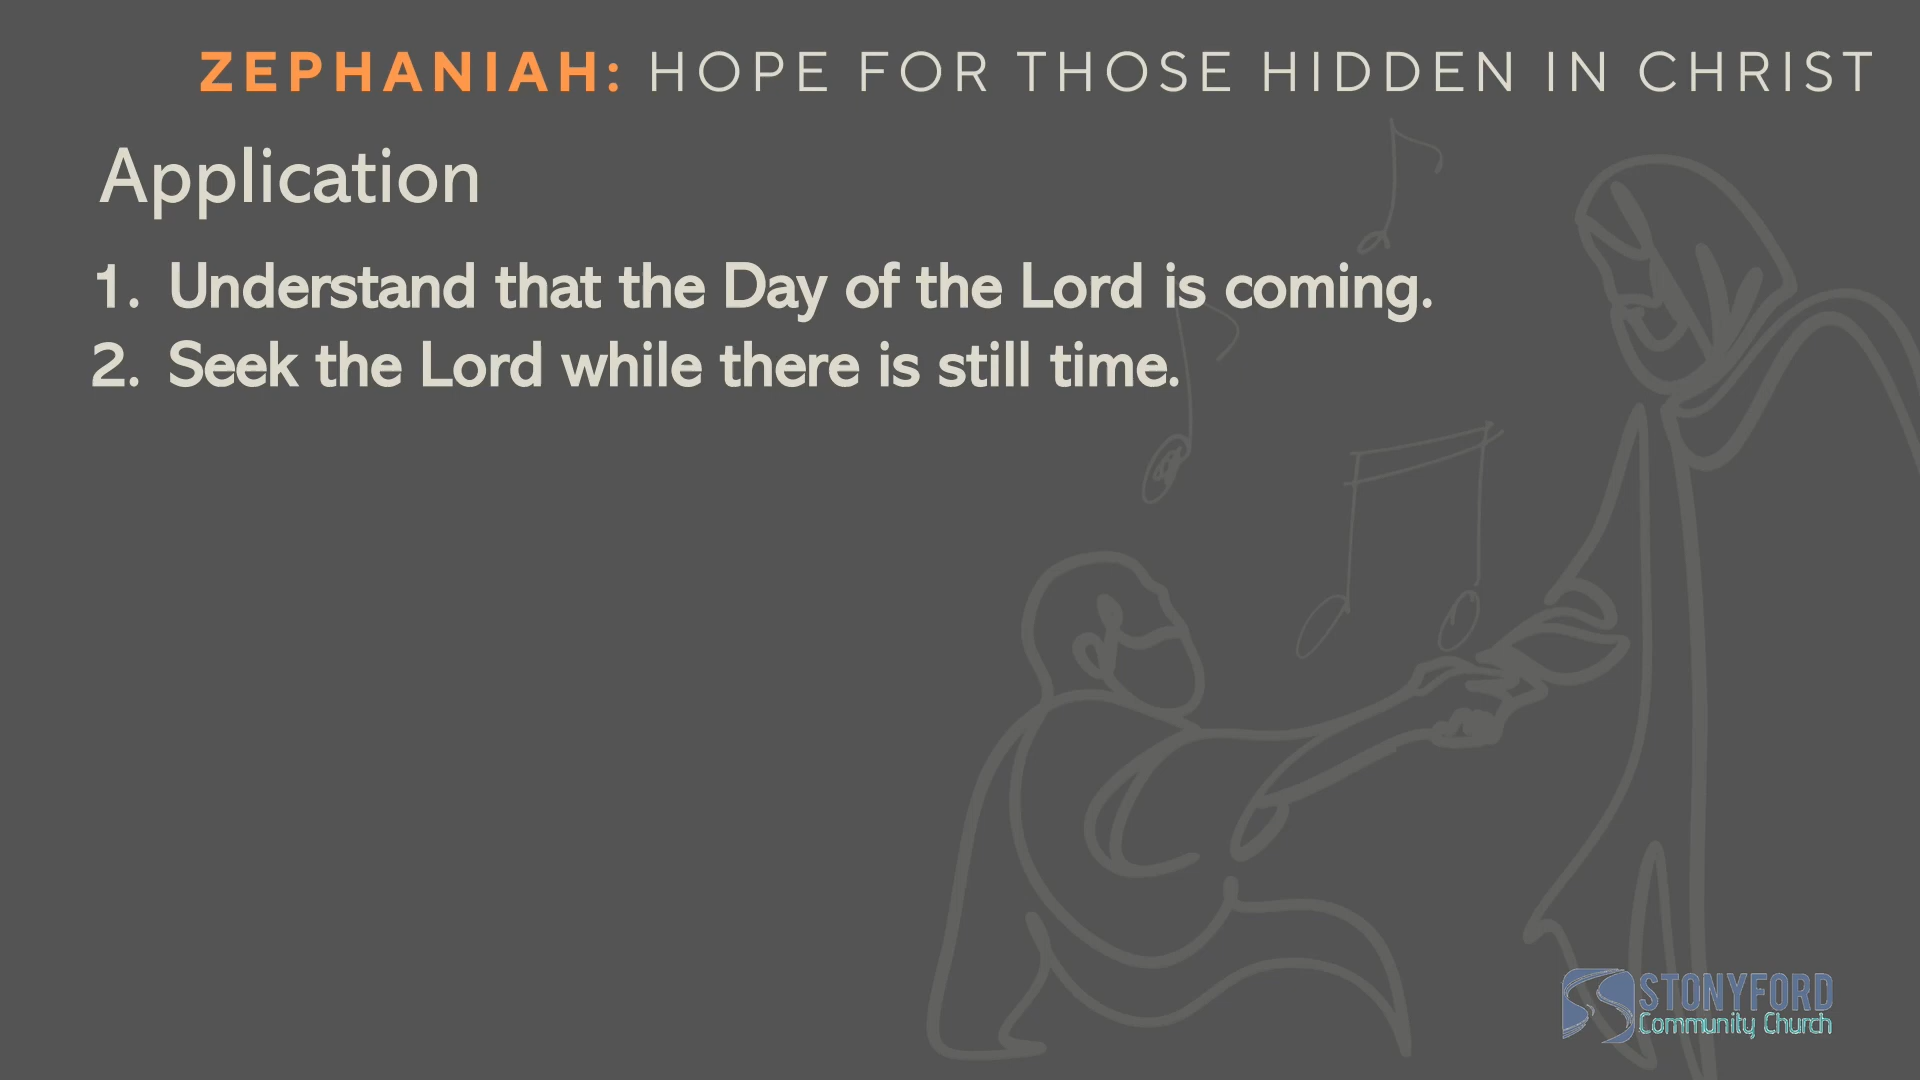 ZEPHANIAH: HOPE FOR THOSE HIDDEN IN CHRIST
Application
1. Understand that the Day of the Lord is coming.
2. Seek the Lord while there is still time.
STONYFORD
Community Church